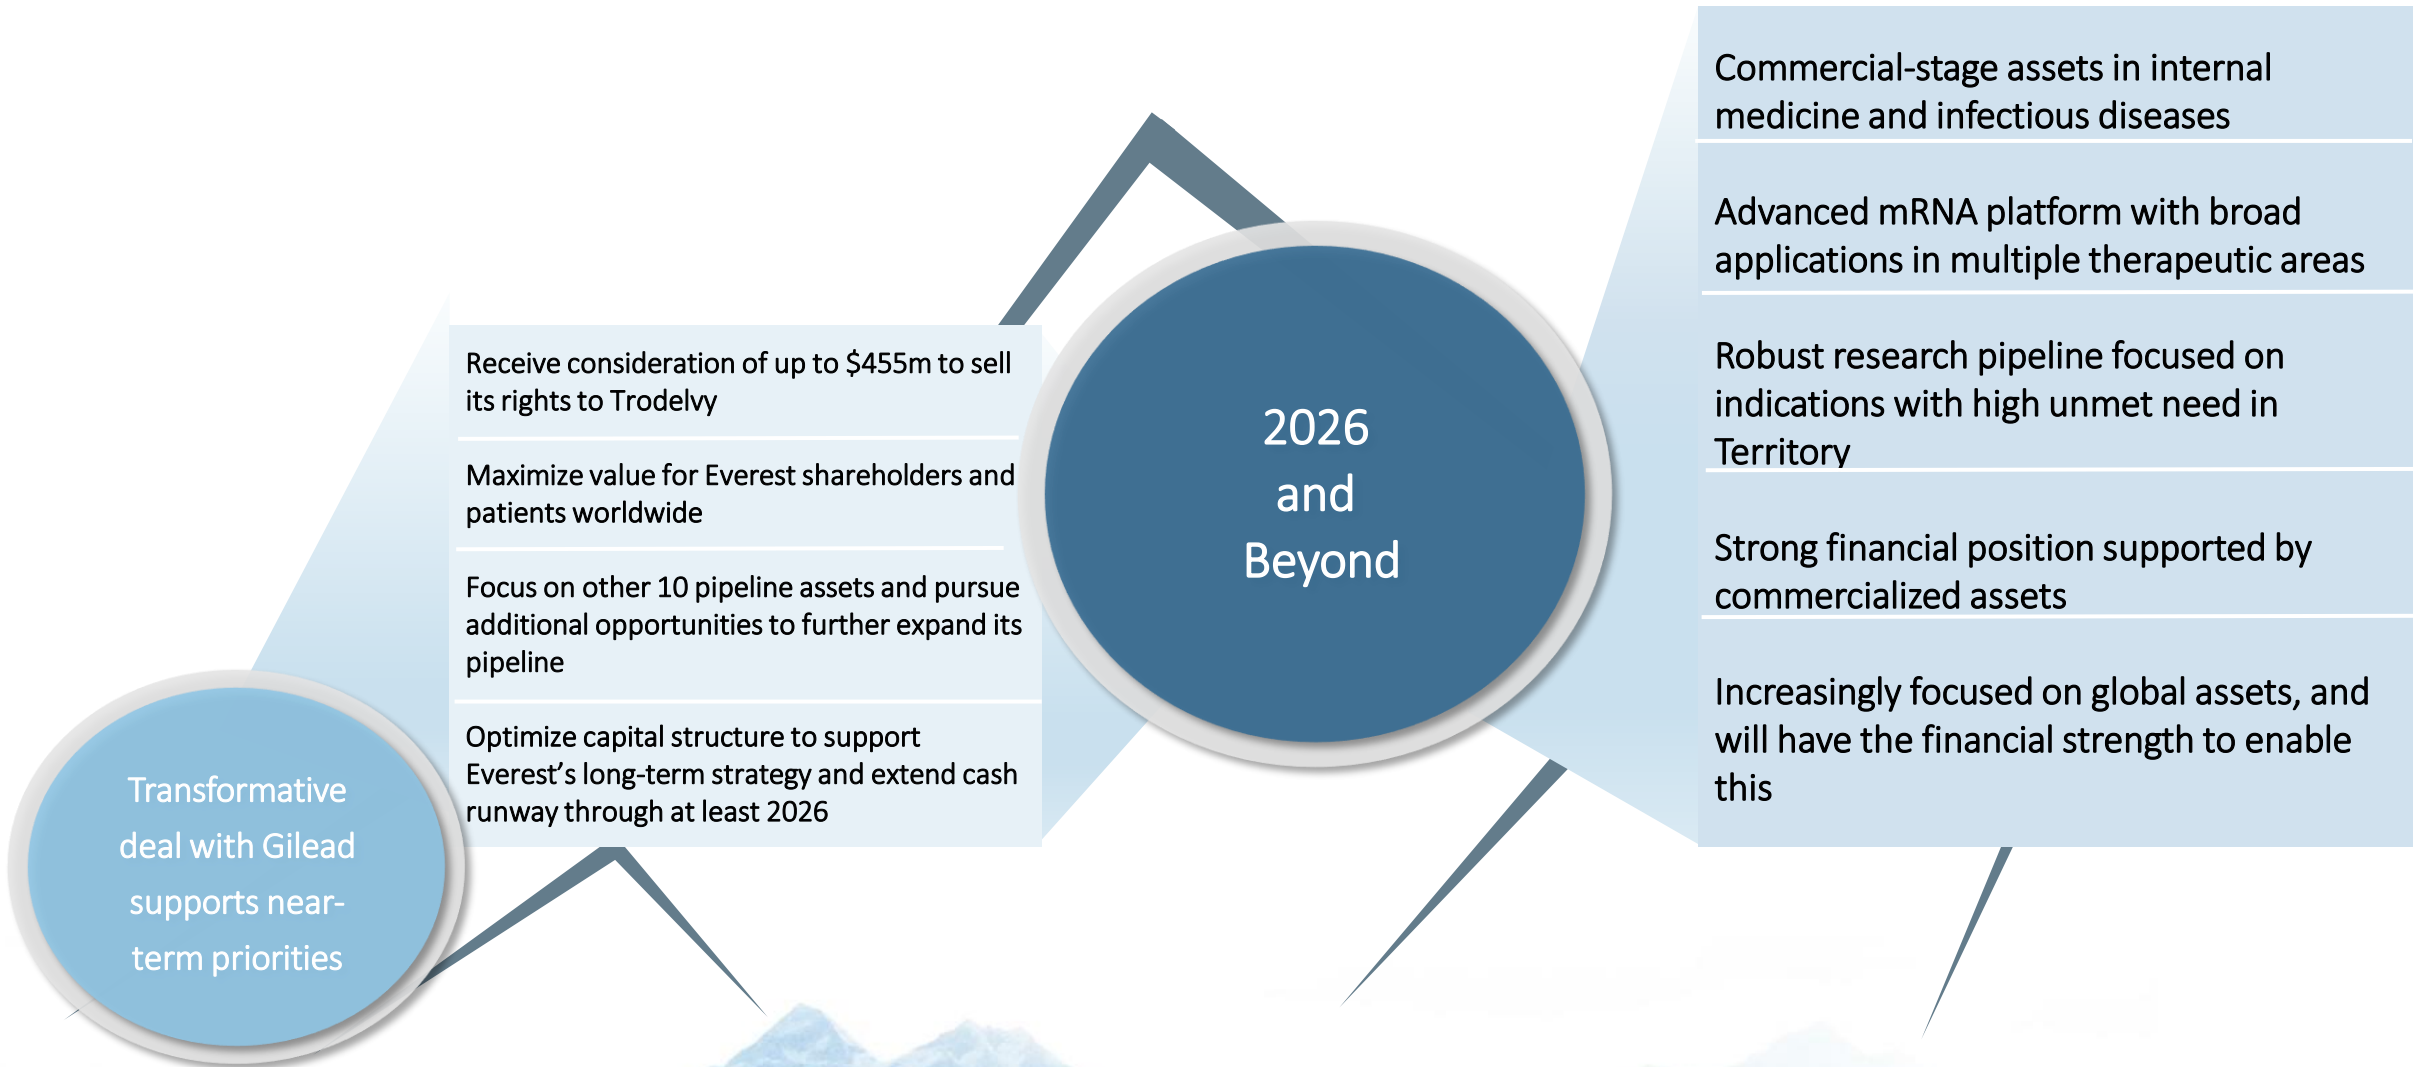 Transformative
deal with Gilead
supports near-
term priorities
Receive consideration of up to $455m to sell
its rights to Trodelvy
Maximize value for Everest shareholders and
patients worldwide
Focus on other 10 pipeline assets and pursue
additional opportunities to further expand its
pipeline
Optimize capital structure to support
Everest’s long-term strategy and extend cash
runway through at least 2026
2026
and
Beyond
Commercial-stage assets in internal
medicine and infectious diseases
Advanced mRNA platform with broad
applications in multiple therapeutic areas
Robust research pipeline focused on
indications with high unmet need in
Territory
Strong financial position supported by
commercialized assets
Increasingly focused on global assets, and
will have the financial strength to enable
this